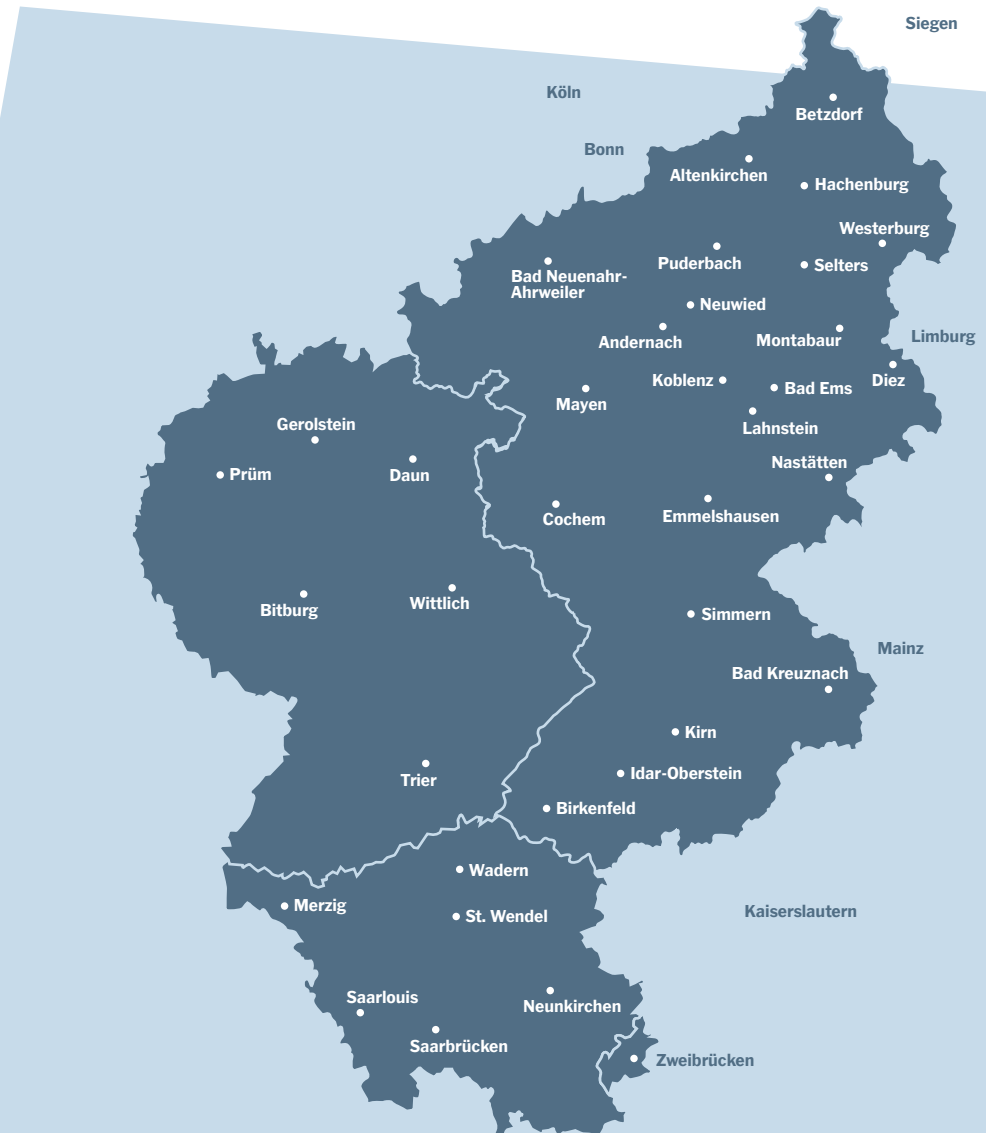 Siegen
Köln
Betzdorf
Bonn
Altenkirchen
Hachenburg
Westerburg
Puderbach
Selters
Bad Neuenahr-
Ahrweiler
Neuwied
Limburg
Andernach
Montabaur
Koblenz
Bad Ems
Diez
Mayen
Gerolstein
Lahnstein
Nastätten
Prüm
Daun
Cochem
Emmelshausen
Bitburg
Wittlich
Simmern
Mainz
Bad Kreuznach
Kirn
Idar-Oberstein
Trier
Birkenfeld
Wadern
Merzig
Kaiserslautern
St. Wendel
Saarlouis
Neunkirchen
Saarbrücken
Zweibrücken